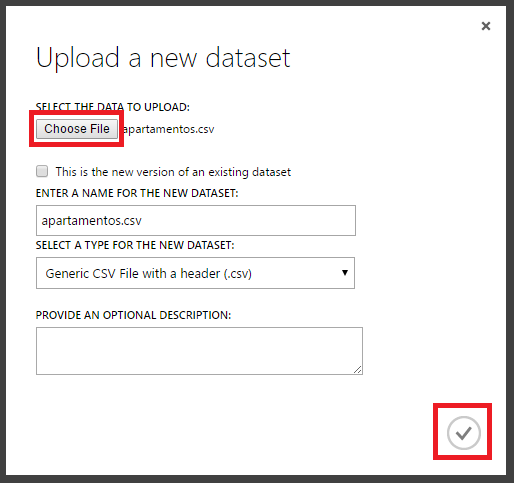 Upload a new dataset
SELECT THE DATA TO UPLOAD:
Choose File apartamentos.csv
This is the new version of an existing dataset
ENTER A NAME FOR THE NEW DATASET:
apartamentos.csv
SELECT A TYPE FOR THE NEW DATASET:
Generic CSV File with a header (.csv)
PROVIDE AN OPTIONAL DESCRIPTION: